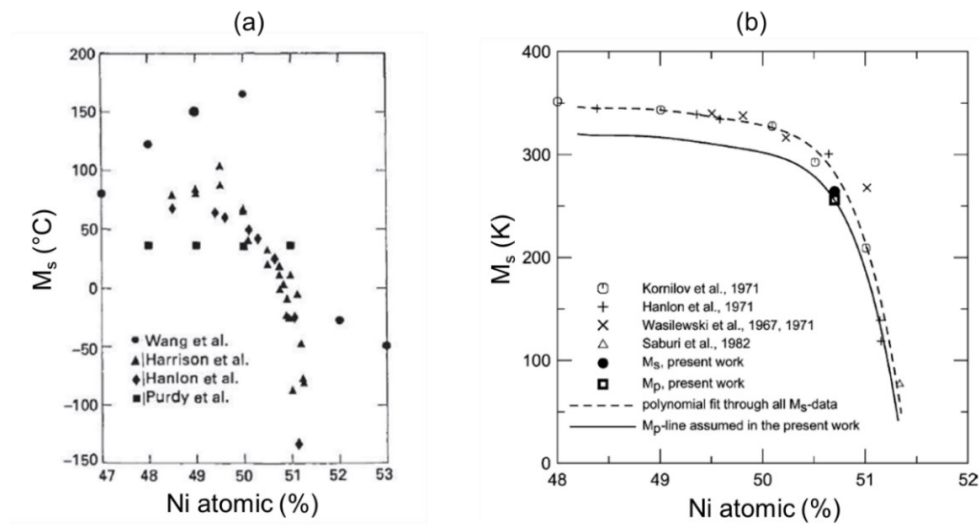 (a)
200
150
100
50
0
−50
−100
−150
Ms (°C)
Wang et al.
Harrison et al.
Hanlon et al.
Purdy et al.
47 48 49 50 51 52 53
Ni atomic (%)
(b)
400
300
200
100
0
Ms (K)
Kornilov et al., 1971
Hanlon et al., 1971
Wasilewski et al., 1967, 1971
Saburi et al., 1982
Ms, present work
Mp, present work
polynomial fit through all Ms-data
Mp-line assumed in the present work
48 49 50 51 52
Ni atomic (%)